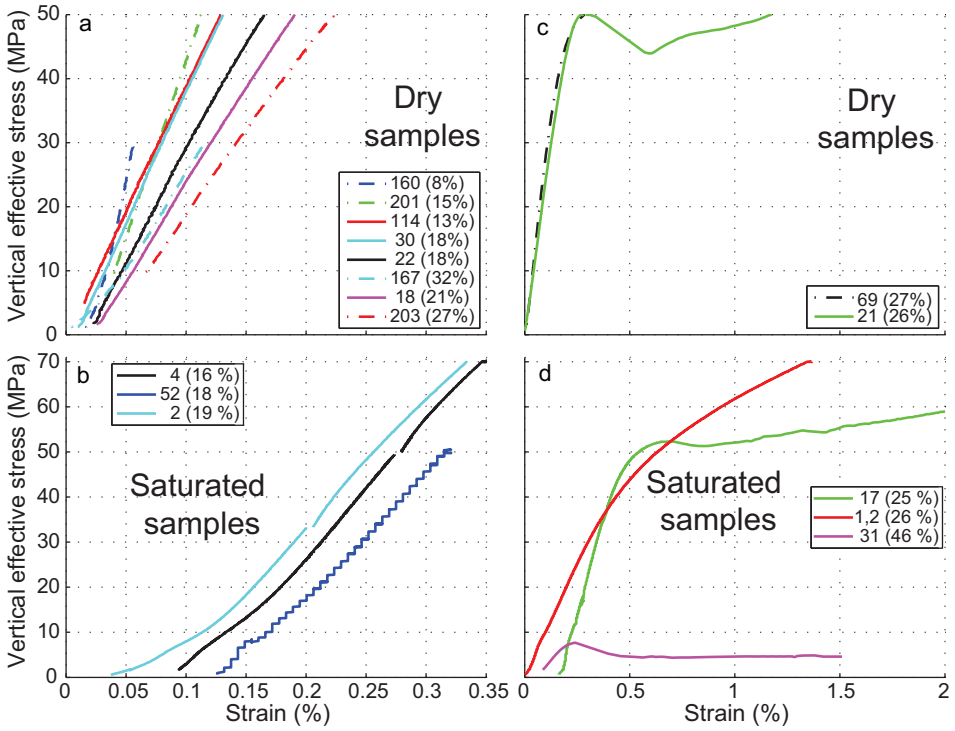 a
Vertical effective stress (MPa)
50
40
30
20
10
0
Dry
samples
160 (8%)
201 (15%)
114 (13%)
30 (18%)
22 (18%)
167 (32%)
18 (21%)
203 (27%)
c
Dry
samples
69 (27%)
21 (26%)
b
Vertical effective stress (MPa)
70
60
50
40
30
20
10
0
4 (16 %)
52 (18 %)
2 (19 %)
Saturated
samples
0 0.05 0.1 0.15 0.2 0.25 0.3 0.35
Strain (%)
d
Saturated
samples
17 (25 %)
1,2 (26 %)
31 (46 %)
0 0.5 1 1.5 2
Strain (%)